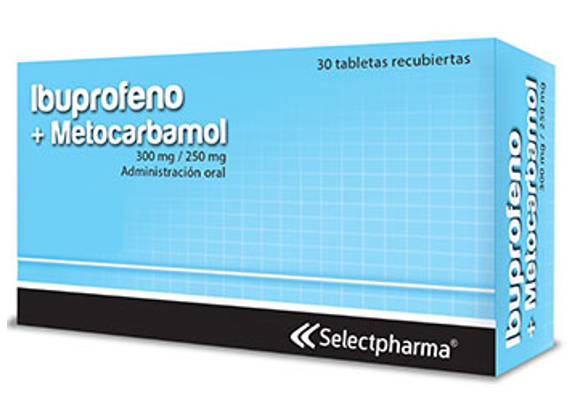 30 tabletas recubiertas
Ibuprofeno
+ Metocarbamol
300 mg / 250 mg
Administración oral
Selectpharma®
Ibuprofeno
+ Metocarbamol
300 mg / 250 mg